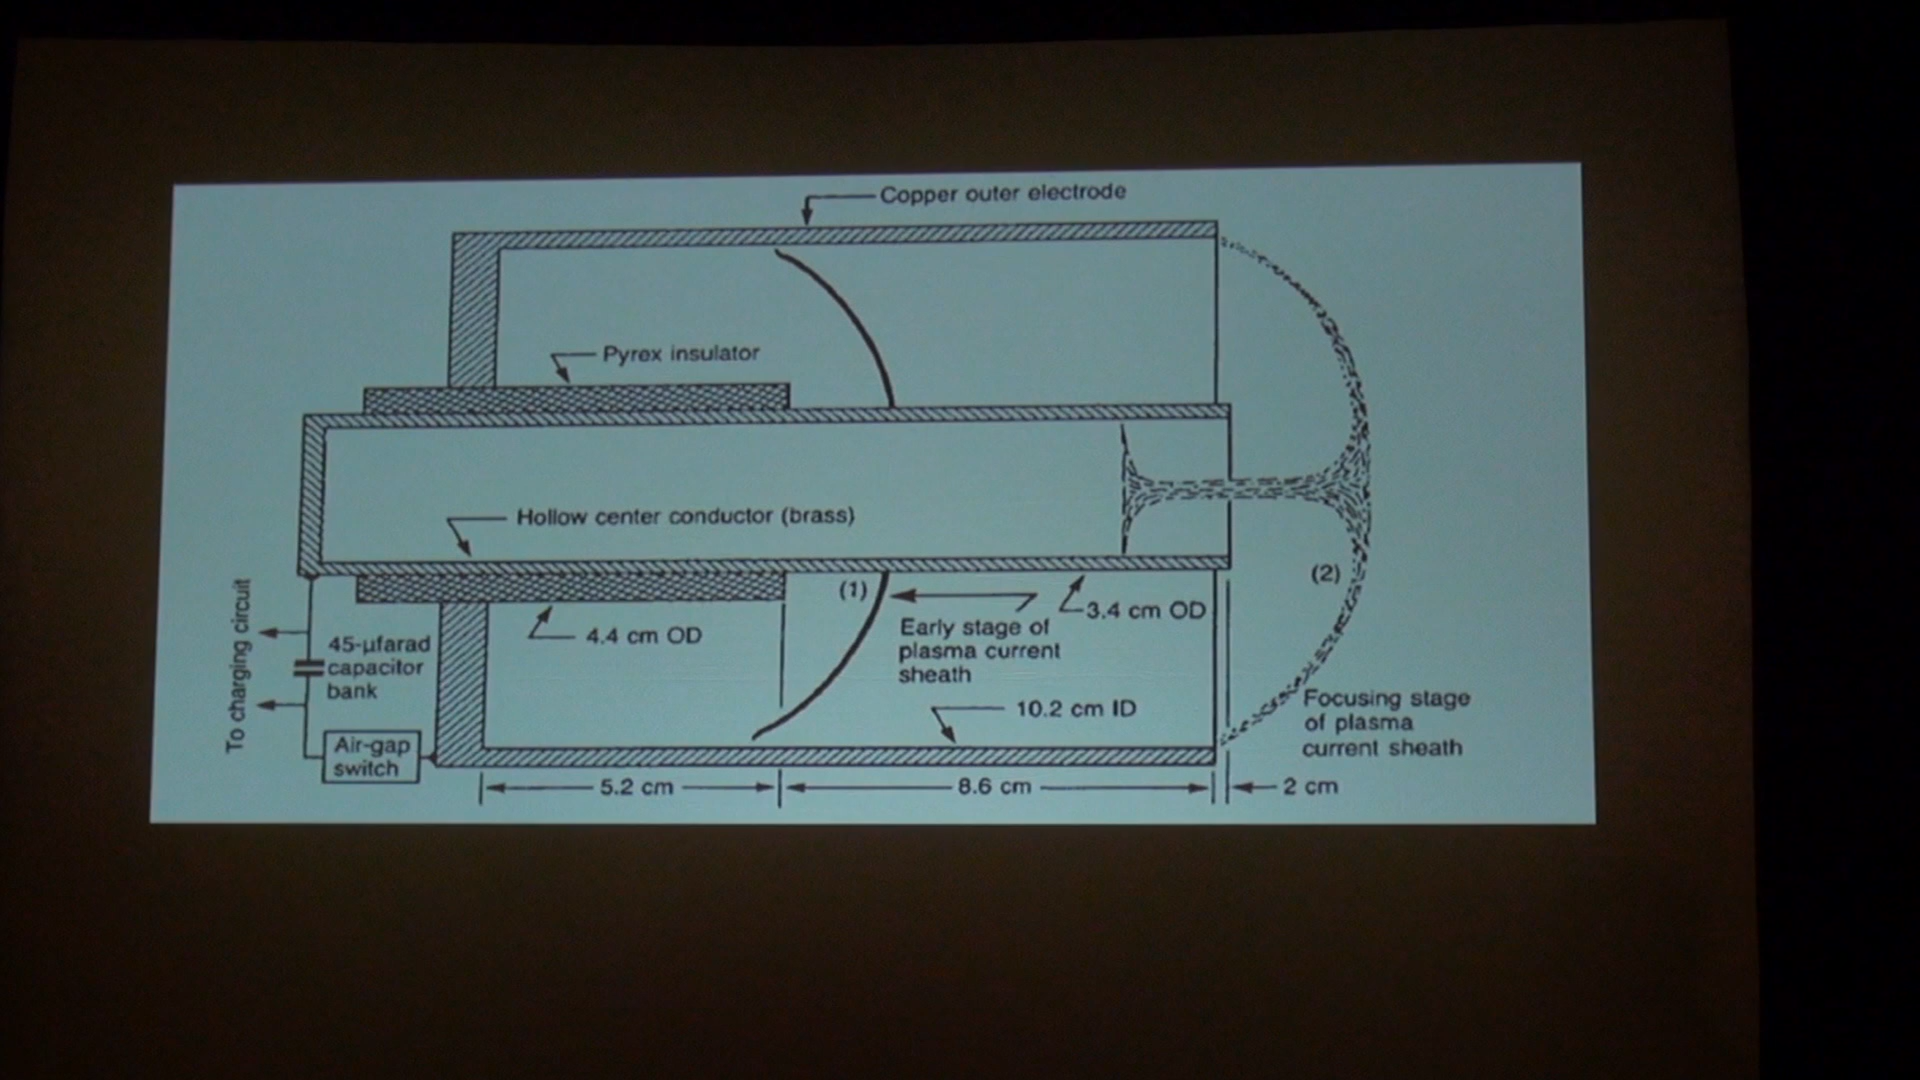 Copper outer electrode
Pyrex insulator
Hollow center conductor (brass)
(1)
(2)
3.4 cm OD
4.4 cm OD
Early stage of
plasma current
sheath
To charging circuit
45-µfarad
capacitor
bank
10.2 cm ID
Focusing stage
of plasma
current sheath
Air-gap
switch
5.2 cm
8.6 cm
2 cm